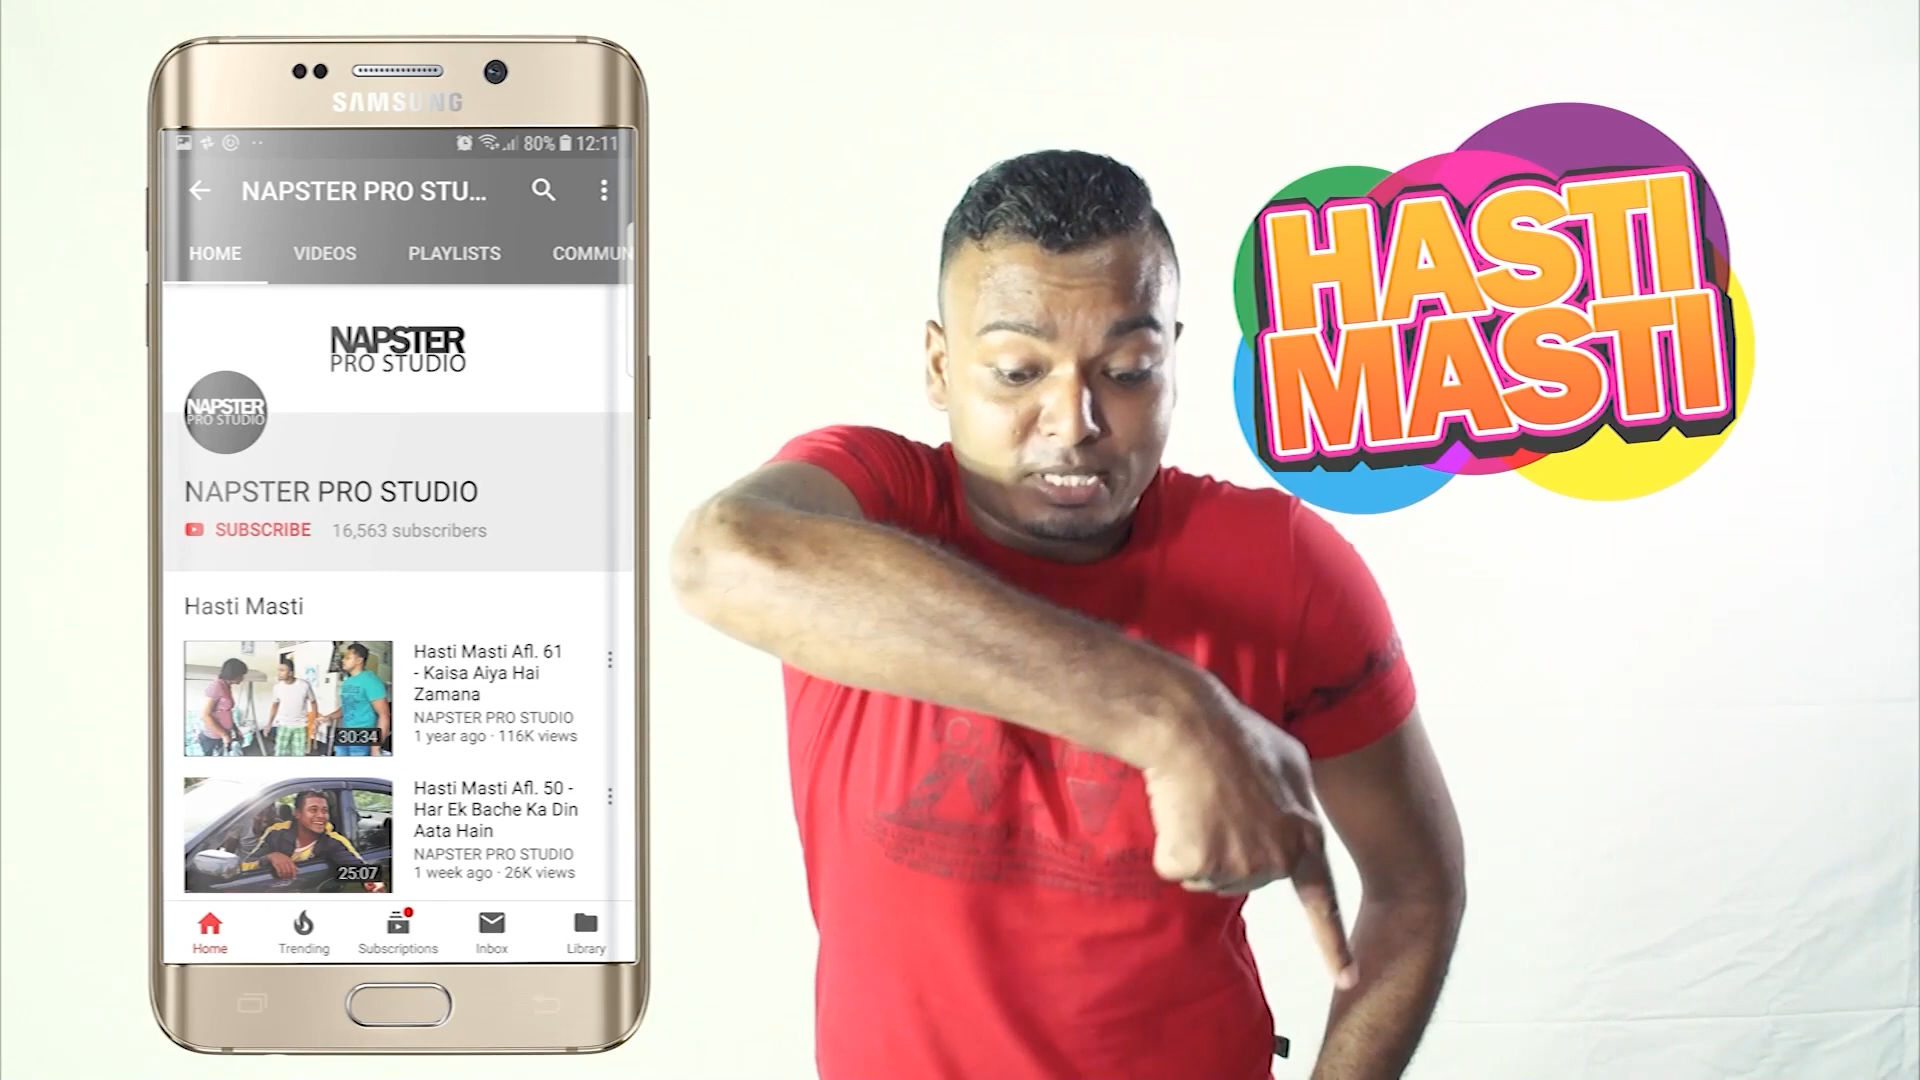 SAMSUNG
80% 12:11
NAPSTER PRO STU...
HOME VIDEOS PLAYLISTS COMMUN
NAPSTER
PRO STUDIO
NAPSTER
PRO STUDIO
NAPSTER PRO STUDIO
SUBSCRIBE 16,563 subscribers
Hasti Masti
Hasti Masti Afl. 61
- Kaisa Aiya Hai
Zamana
NAPSTER PRO STUDIO
1 year ago · 116K views
30:34
Hasti Masti Afl. 50 -
Har Ek Bache Ka Din
Aata Hain
NAPSTER PRO STUDIO
1 week ago · 26K views
25:07
Home Trending Subscriptions Inbox Library
HASTI
MASTI